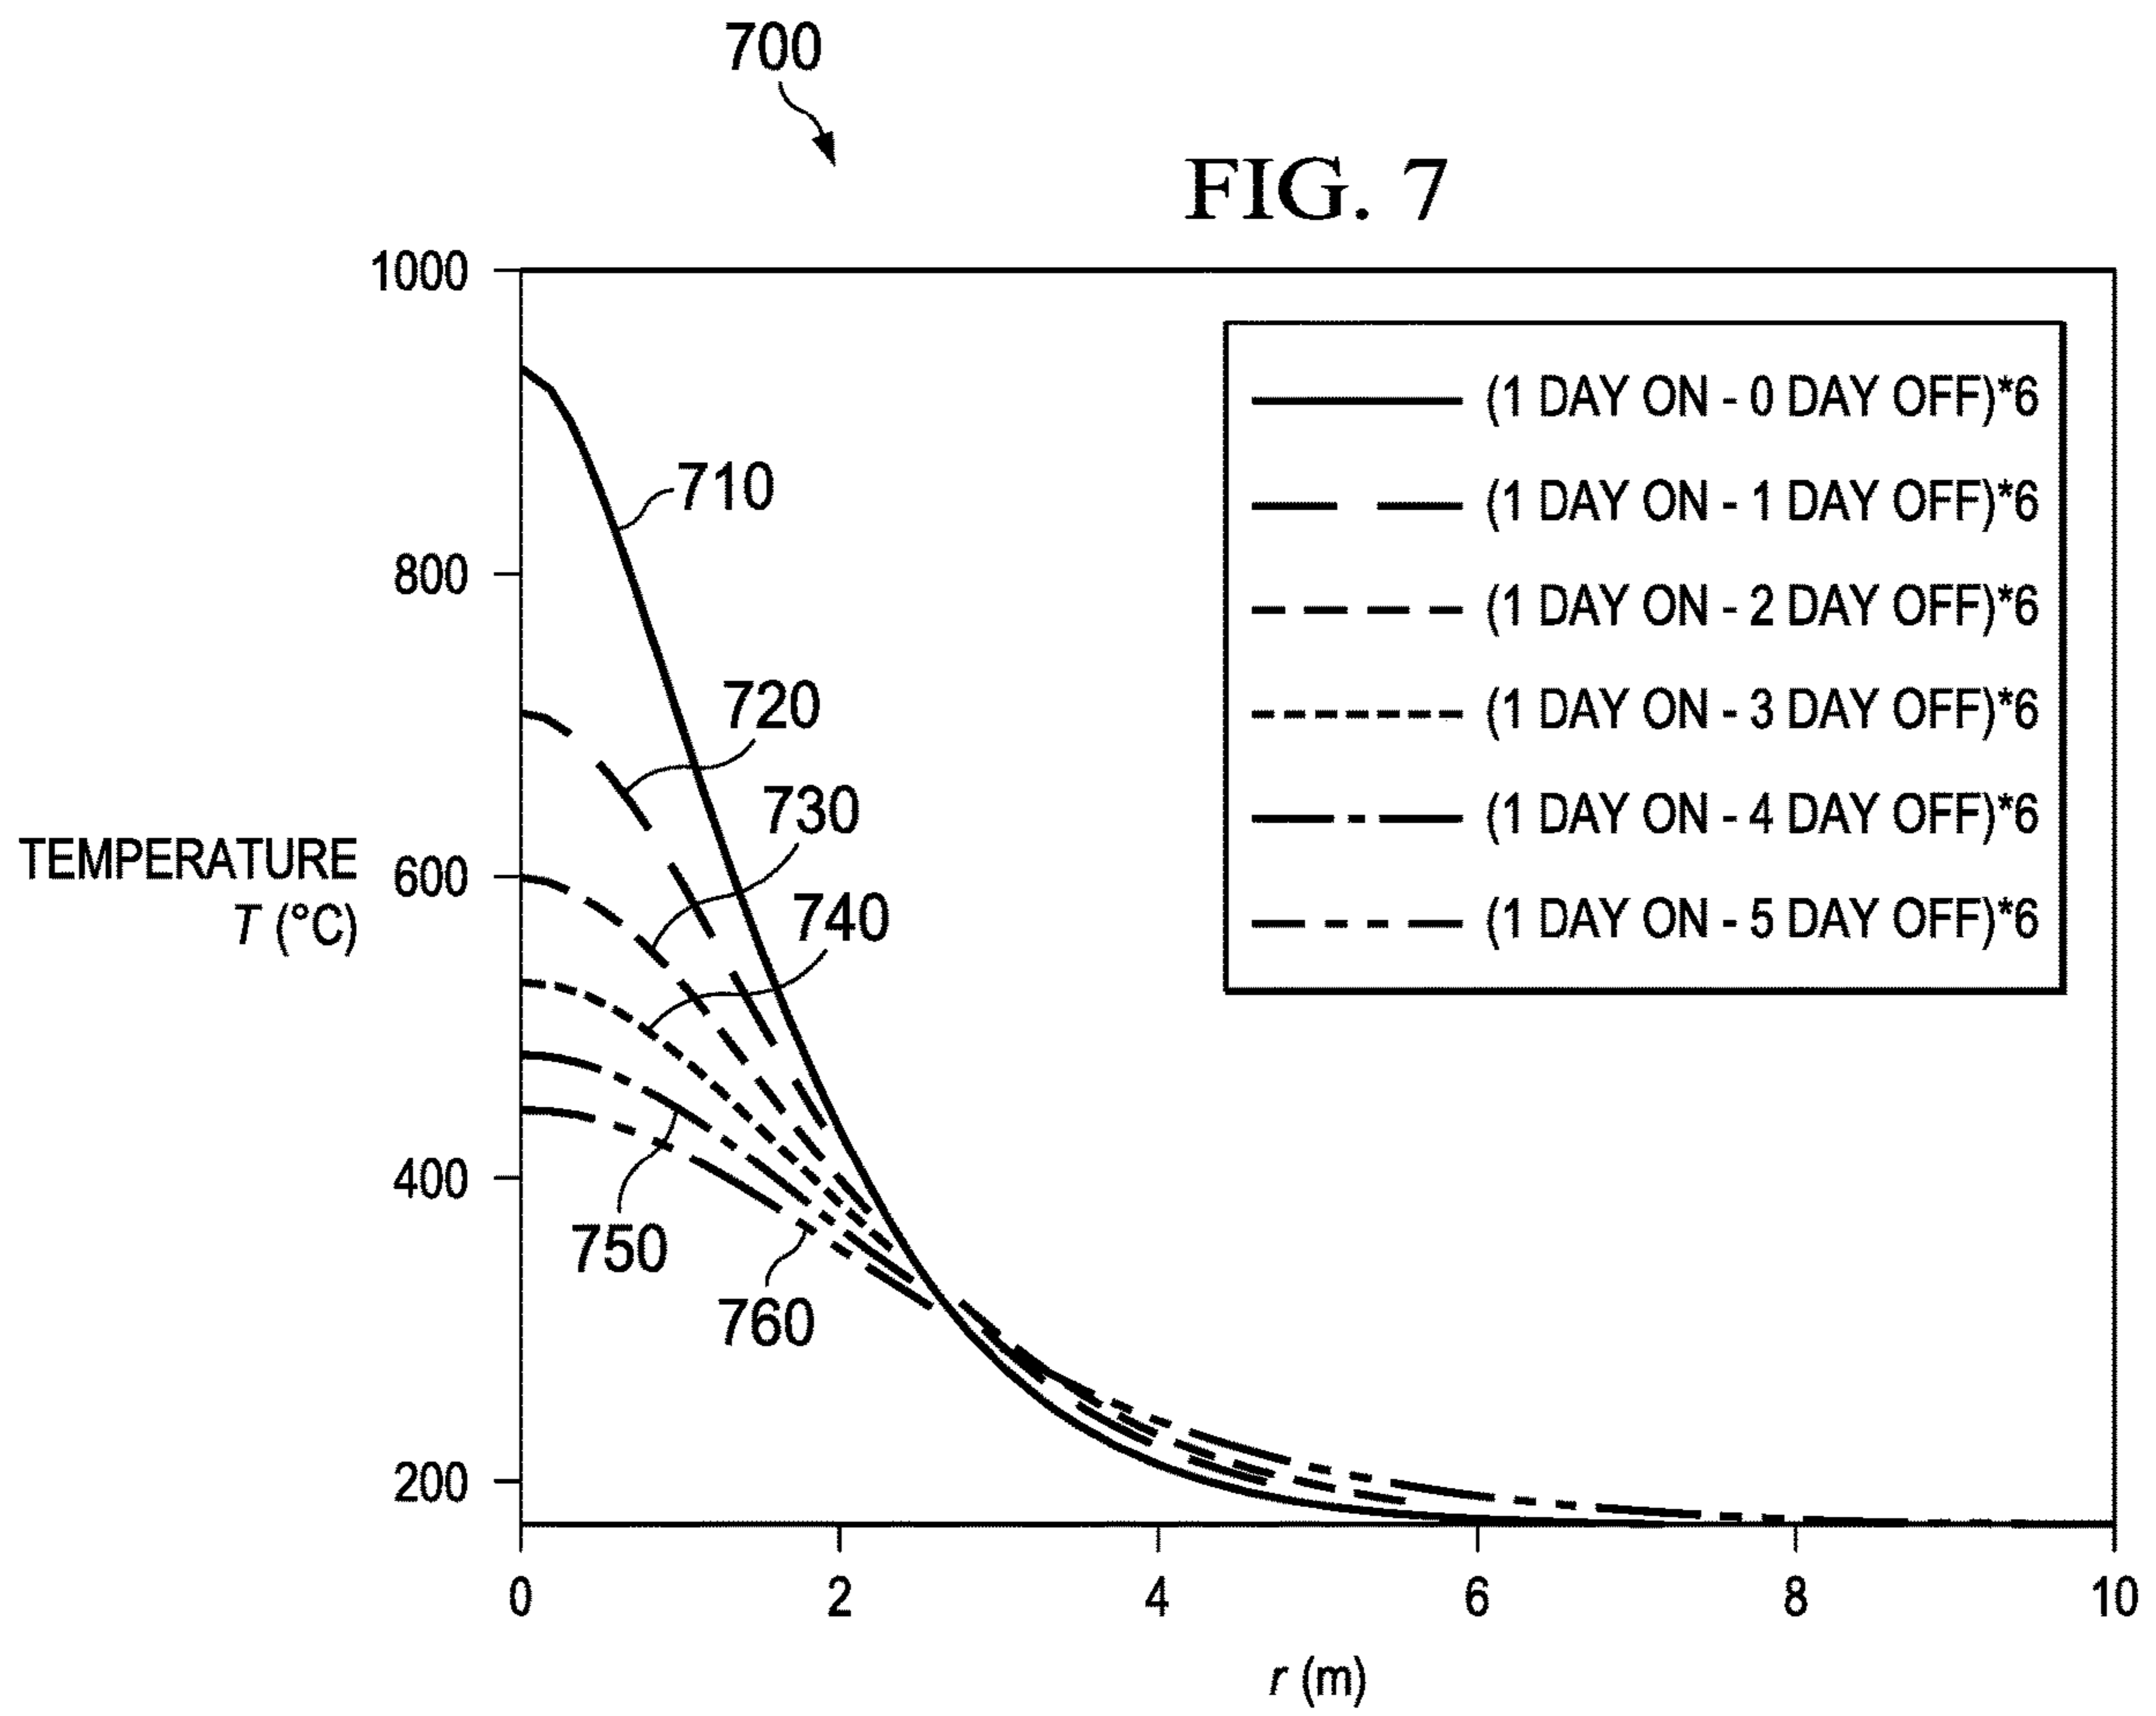 700
FIG. 7
1000
800
600
400
200
TEMPERATURE
T (°C)
710
720
730
740
750
760
(1 DAY ON - 0 DAY OFF)*6
(1 DAY ON - 1 DAY OFF)*6
(1 DAY ON - 2 DAY OFF)*6
(1 DAY ON - 3 DAY OFF)*6
(1 DAY ON - 4 DAY OFF)*6
(1 DAY ON - 5 DAY OFF)*6
0 2 4 6 8 10
r (m)